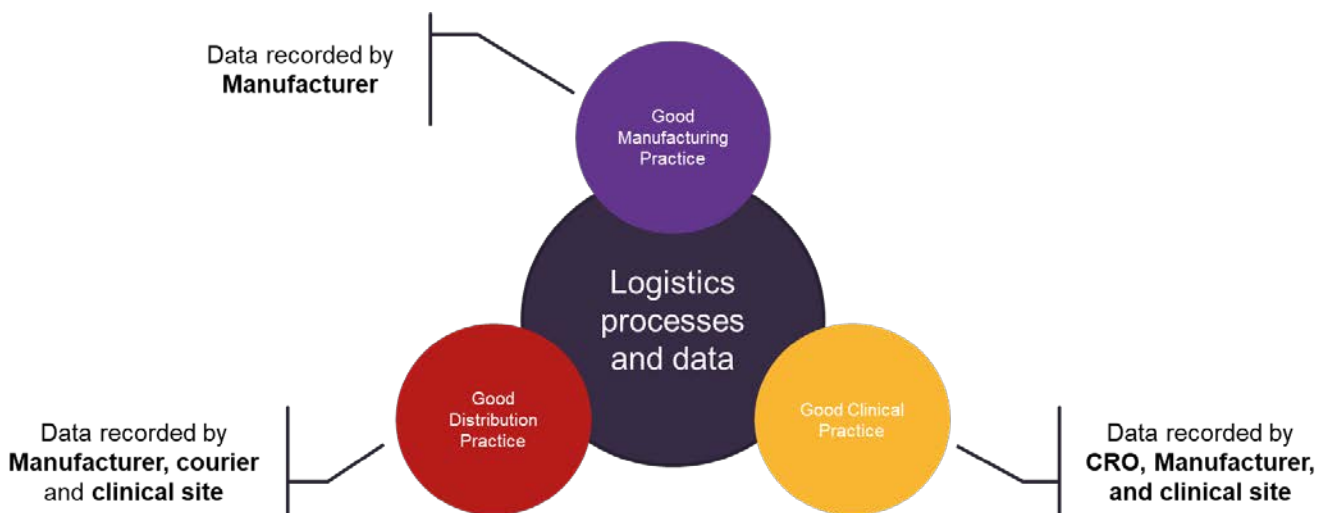 Data recorded by
Manufacturer
Good
Manufacturing
Practice
Logistics
processes
and data
Good
Distribution
Practice
Good Clinical
Practice
Data recorded by
Manufacturer, courier
and clinical site
Data recorded by
CRO, Manufacturer,
and clinical site